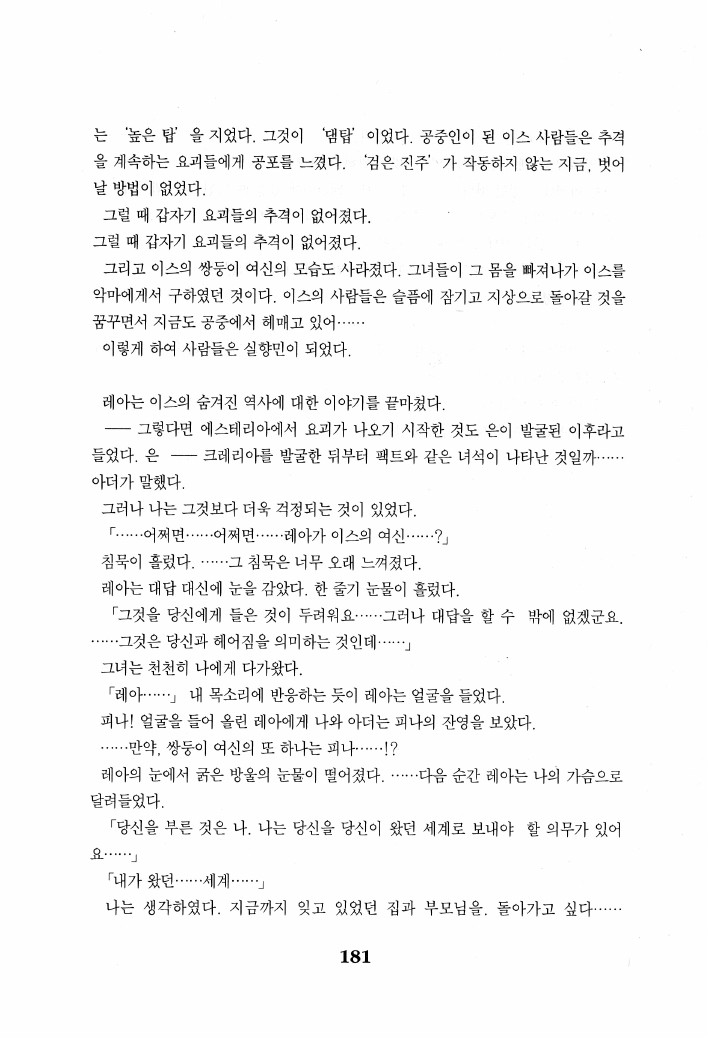 는 ‘높은 탑’을 지었다. 그것이 ‘댐탑’이었다. 공중인이 된 이스 사람들은 추격
을 계속하는 요괴들에게 공포를 느꼈다. ‘검은 진주’가 작동하지 않는 지금, 벗어
날 방법이 없었다.
그럴 때 갑자기 요괴들의 추격이 없어졌다.
그럴 때 갑자기 요괴들의 추격이 없어졌다.
그리고 이스의 쌍둥이 여신의 모습도 사라졌다. 그녀들이 그 몸을 빠져나가 이스를
악마에게서 구하였던 것이다. 이스의 사람들은 슬픔에 잠기고 지상으로 돌아갈 것을
꿈꾸면서 지금도 공중에서 헤매고 있어……
이렇게 하여 사람들은 실향민이 되었다.
레아는 이스의 숨겨진 역사에 대한 이야기를 끝마쳤다.
── 그렇다면 에스테리아에서 요괴가 나오기 시작한 것도 은이 발굴된 이후라고
들었다. 은 ── 크레리아를 발굴한 뒤부터 팩트와 같은 녀석이 나타난 것일까……
아더가 말했다.
그러나 나는 그것보다 더욱 걱정되는 것이 있었다.
「……어쩌면……어쩌면……레아가 이스의 여신……?」
침묵이 흘렀다. ……그 침묵은 너무 오래 느껴졌다.
레아는 대답 대신에 눈을 감았다. 한 줄기 눈물이 흘렀다.
「그것을 당신에게 들은 것이 두려워요……그러나 대답을 할 수 밖에 없겠군요.
……그것은 당신과 헤어짐을 의미하는 것인데……」
그녀는 천천히 나에게 다가왔다.
「레아……」 내 목소리에 반응하는 듯이 레아는 얼굴을 들었다.
피나! 얼굴을 들어 올린 레아에게 나와 아더는 피나의 잔영을 보았다.
……만약, 쌍둥이 여신의 또 하나는 피나……!?
레아의 눈에서 굵은 방울의 눈물이 떨어졌다. ……다음 순간 레아는 나의 가슴으로
달려들었다.
「당신을 부른 것은 나. 나는 당신을 당신이 왔던 세계로 보내야 할 의무가 있어
요……」
「내가 왔던……세계……」
나는 생각하였다. 지금까지 잊고 있었던 집과 부모님을. 돌아가고 싶다……
181